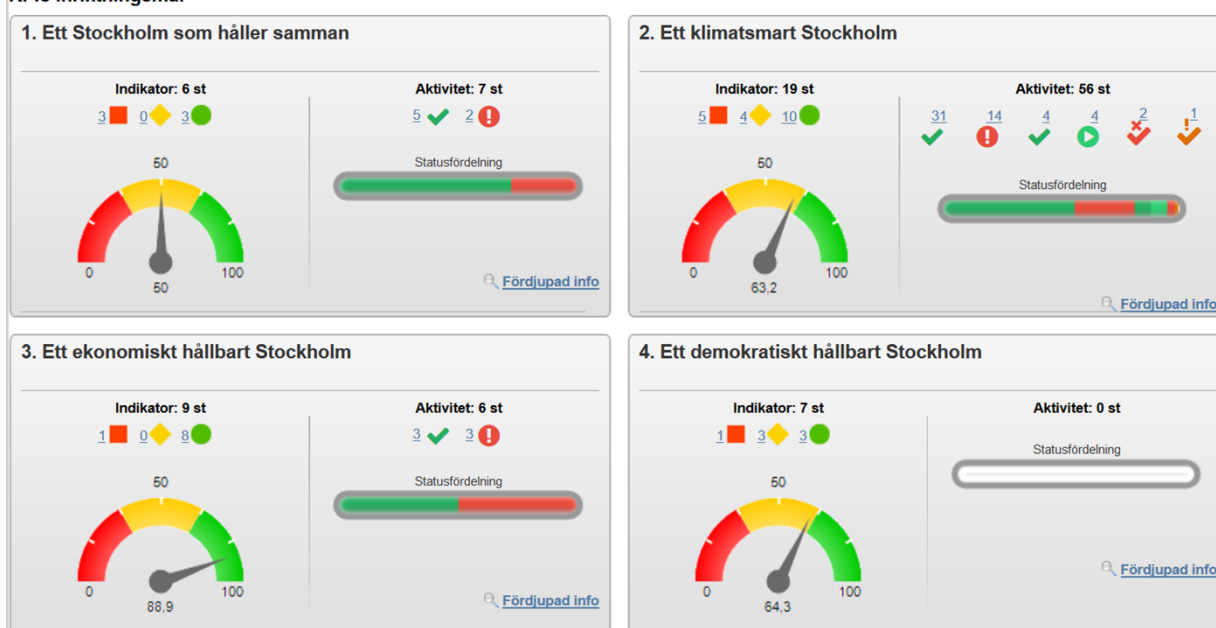 1. Ett Stockholm som håller samman
Indikator: 6 st
3 0 3
50
0 100
50
Aktivitet: 7 st
5 2
Statusfördelning
Fördjupad info
2. Ett klimatsmart Stockholm
Indikator: 19 st
5 4 10
50
0 100
63,2
Aktivitet: 56 st
31 14 4 4 2 1
Statusfördelning
Fördjupad info
3. Ett ekonomiskt hållbart Stockholm
Indikator: 9 st
1 0 8
50
0 100
88,9
Aktivitet: 6 st
3 3
Statusfördelning
Fördjupad info
4. Ett demokratiskt hållbart Stockholm
Indikator: 7 st
1 3 3
50
0 100
64,3
Aktivitet: 0 st
Statusfördelning
Fördjupad info